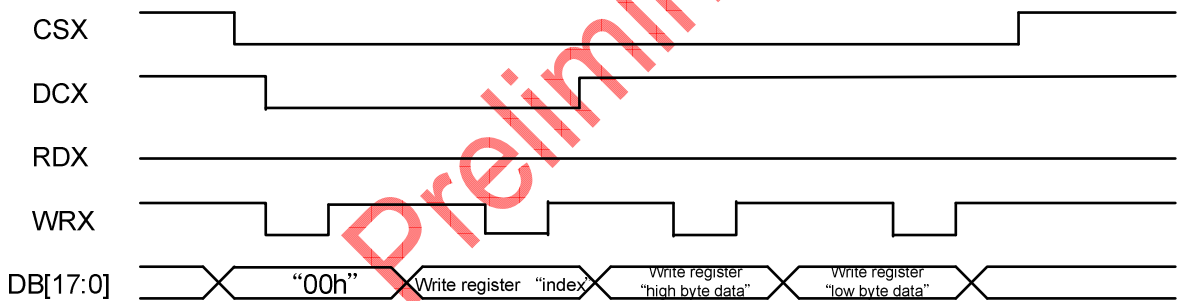 CSX
DCX
RDX
WRX
DB[17:0]
“00h”
Write register “index”
Write register
“high byte data”
Write register
“low byte data”
Prelimin